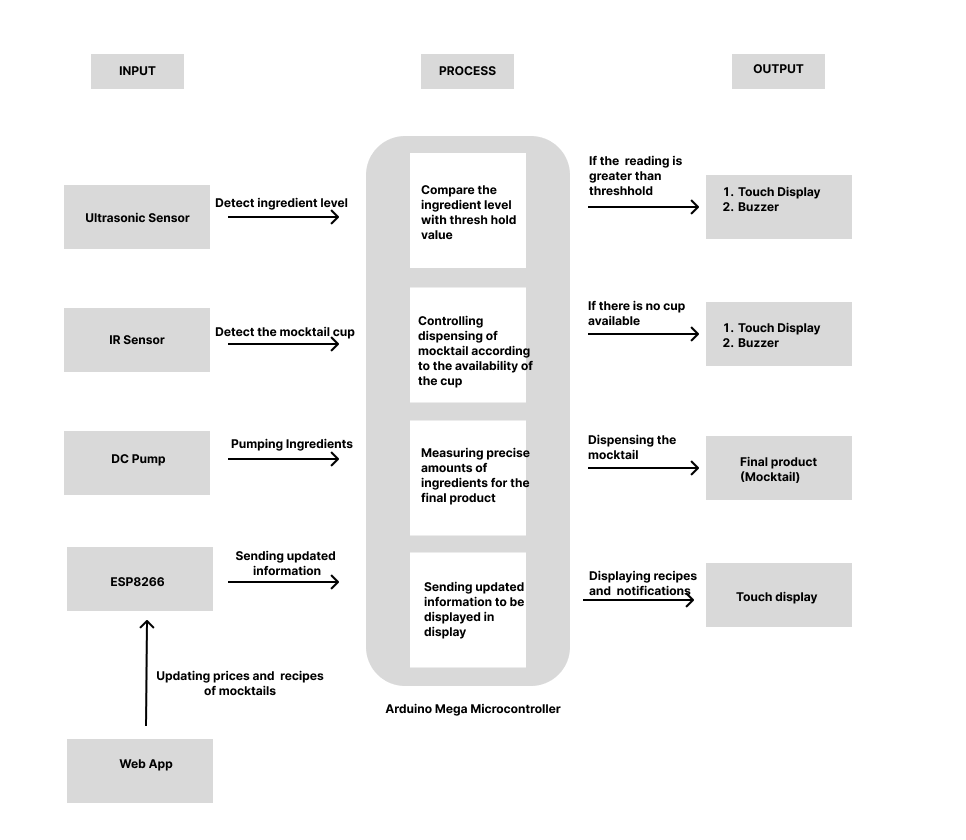 INPUT
PROCESS
OUTPUT
Ultrasonic Sensor
Detect ingredient level
Compare the
ingredient level
with thresh hold
value
If the reading is
greater than
threshhold
1. Touch Display
2. Buzzer
IR Sensor
Detect the mocktail cup
Controlling
dispensing of
mocktail according
to the availability of
the cup
If there is no cup
available
1. Touch Display
2. Buzzer
DC Pump
Pumping Ingredients
Measuring precise
amounts of
ingredients for the
final product
Dispensing the
mocktail
Final product
(Mocktail)
ESP8266
Sending updated
information
Sending updated
information to be
displayed in
display
Displaying recipes
and notifications
Touch display
Updating prices and recipes
of mocktails
Arduino Mega Microcontroller
Web App